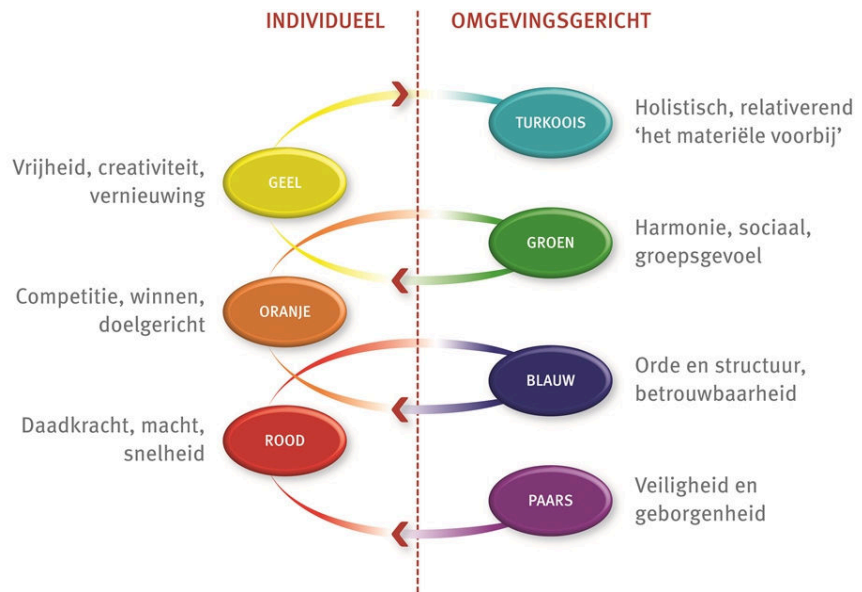 INDIVIDUEEL
OMGEVINGSGERICHT
TURKOOIS
Holistisch, relativerend
‘het materiële voorbij’
Vrijheid, creativiteit,
vernieuwing
GEEL
GROEN
Harmonie, sociaal,
groepsgevoel
Competitie, winnen,
doelgericht
ORANJE
BLAUW
Orde en structuur,
betrouwbaarheid
Daadkracht, macht,
snelheid
ROOD
PAARS
Veiligheid en
geborgenheid